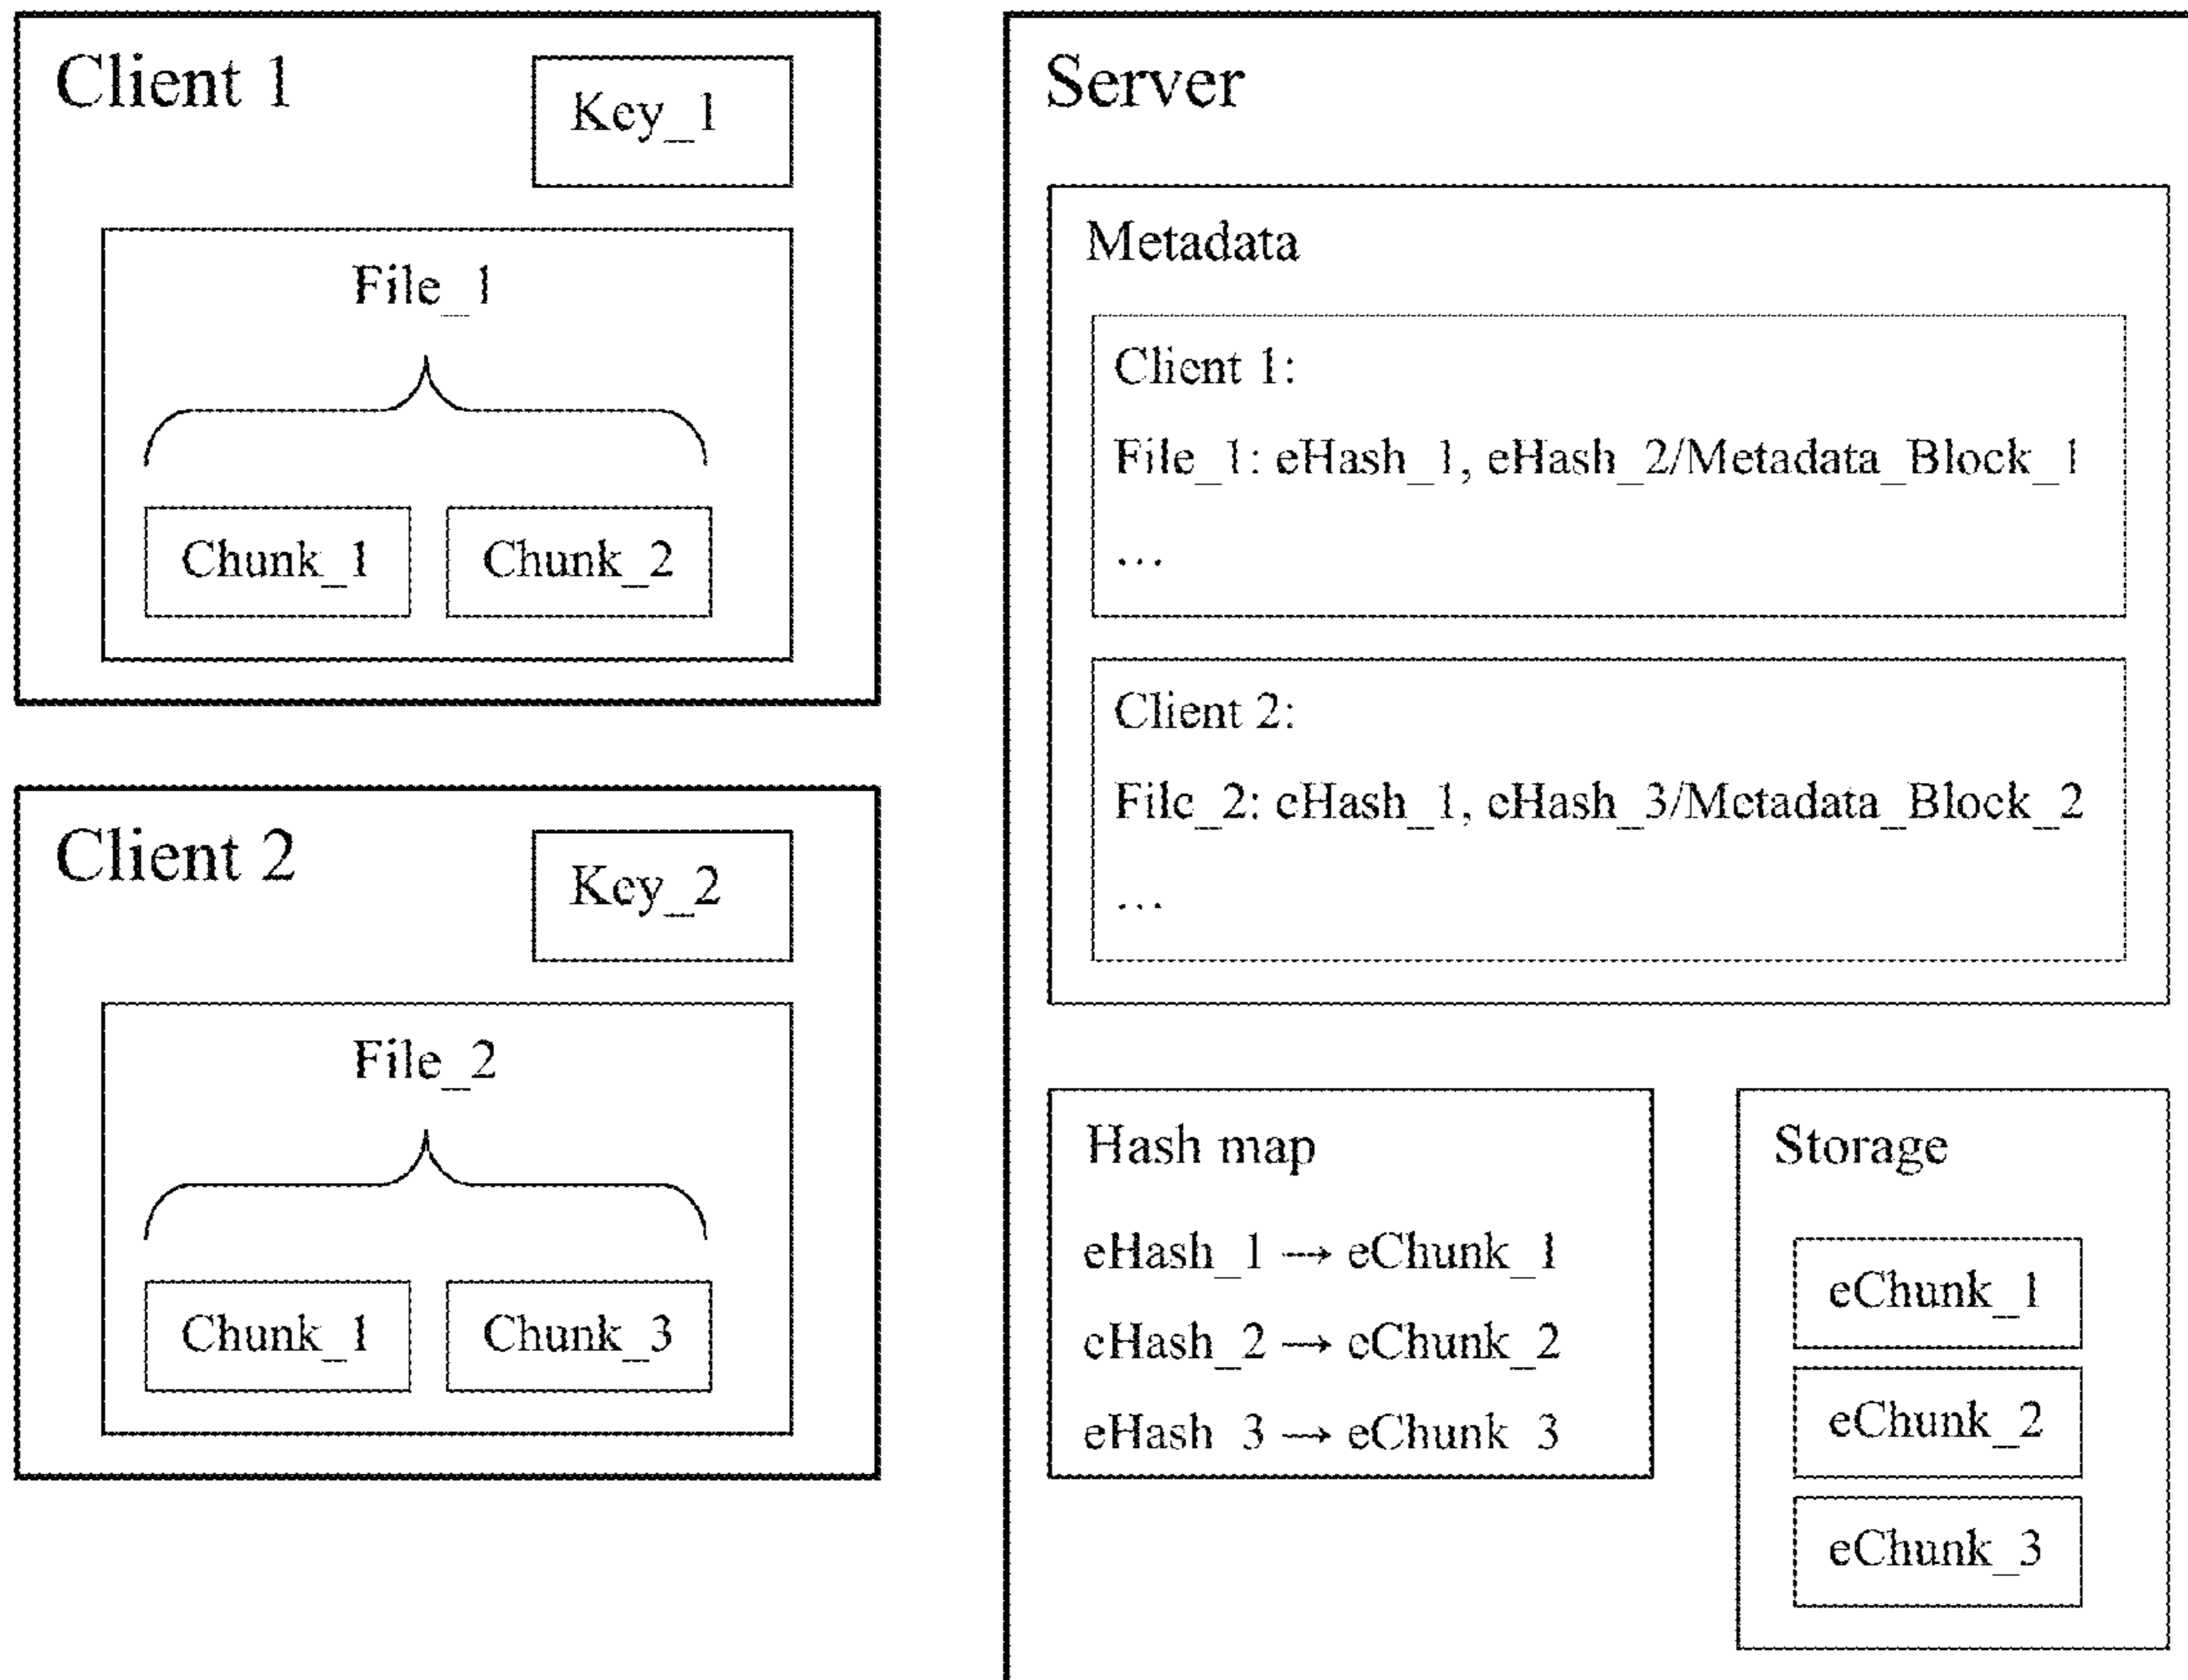 Client 1
Key_1
File_1
Chunk_1 Chunk_2
Client 2
Key_2
File_2
Chunk_1 Chunk_3
Server
Metadata
Client 1:
File_1: eHash_1, eHash_2/Metadata_Block_1
...
Client 2:
File_2: eHash_1, eHash_3/Metadata_Block_2
...
Hash map
eHash_1 → eChunk_1
eHash_2 → eChunk_2
eHash_3 → eChunk_3
Storage
eChunk_1
eChunk_2
eChunk_3